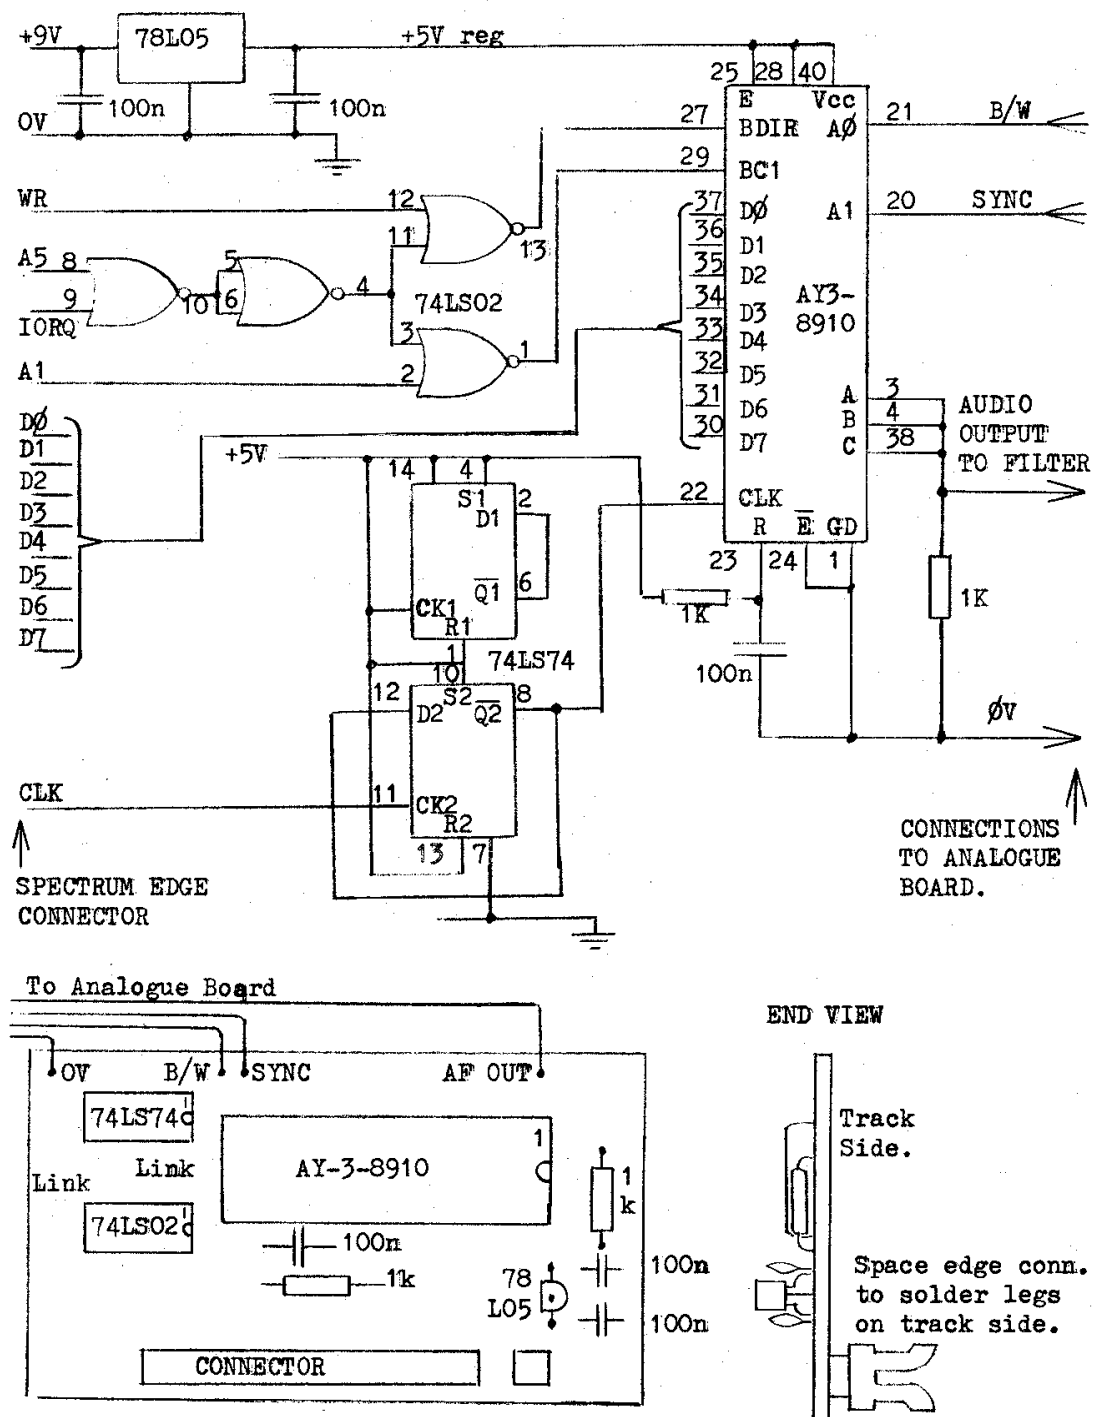 +9V
78L05
+5V reg
100n
100n
0V
25 28 40
E Vcc
27 BDIR AØ 21 B/W
29 BC1
37 DØ A1 20 SYNC
36 D1
35 D2
34 D3
33 D4
32 D5
31 D6
30 D7
AY3-
8910
WR
12
11
13
A5 8
9
IORQ
10
5
6
4
74LS02
3
2
1
A1
A 3
B 4
C 38
AUDIO
OUTPUT
TO FILTER
DØ
D1
D2
D3
D4
D5
D6
D7
+5V
14 4
S1
D1 2
Q1 6
CK1
R1
1
10
74LS74
12 S2 8
D2 Q2
CLK
11 CK2
R2
13 7
22 CLK
R E GD
23 24 1
1K
100n
1K
ØV
SPECTRUM EDGE
CONNECTOR
CONNECTIONS
TO ANALOGUE
BOARD.
To Analogue Board
0V B/W SYNC AF OUT
74LS74
1
Link
Link
74LS02
1
AY-3-8910
1
100n
1k
1
k
78
L05
100n
100n
CONNECTOR
END VIEW
Track
Side.
Space edge conn.
to solder legs
on track side.